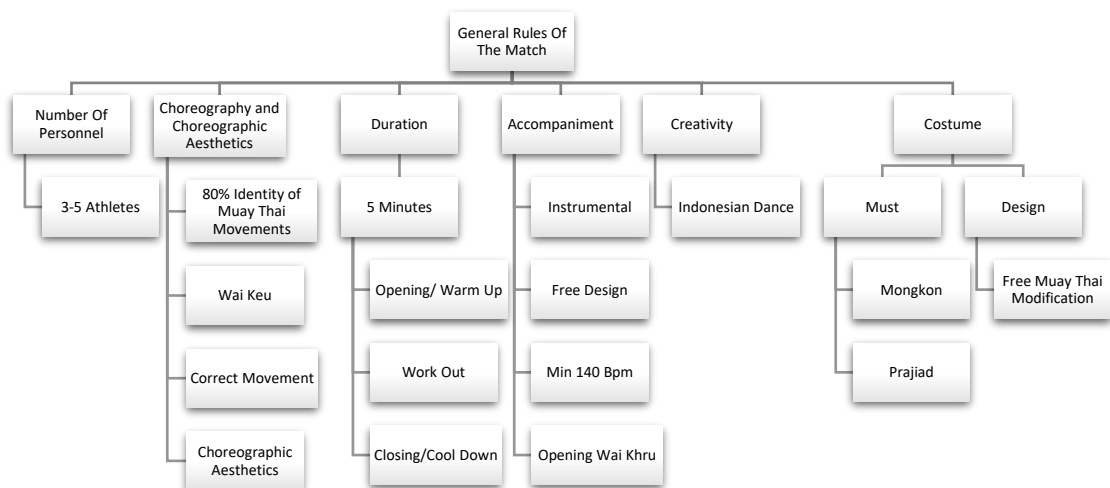 General Rules Of
The Match
Number Of
Personnel
Choreography and
Choreographic
Aesthetics
Duration
Accompaniment
Creativity
Costume
3-5 Athletes
80% Identity of
Muay Thai
Movements
5 Minutes
Instrumental
Indonesian Dance
Must
Design
Wai Keu
Opening/ Warm Up
Free Design
Mongkon
Free Muay Thai
Modification
Correct Movement
Work Out
Min 140 Bpm
Prajiad
Choreographic
Aesthetics
Closing/Cool Down
Opening Wai Khru